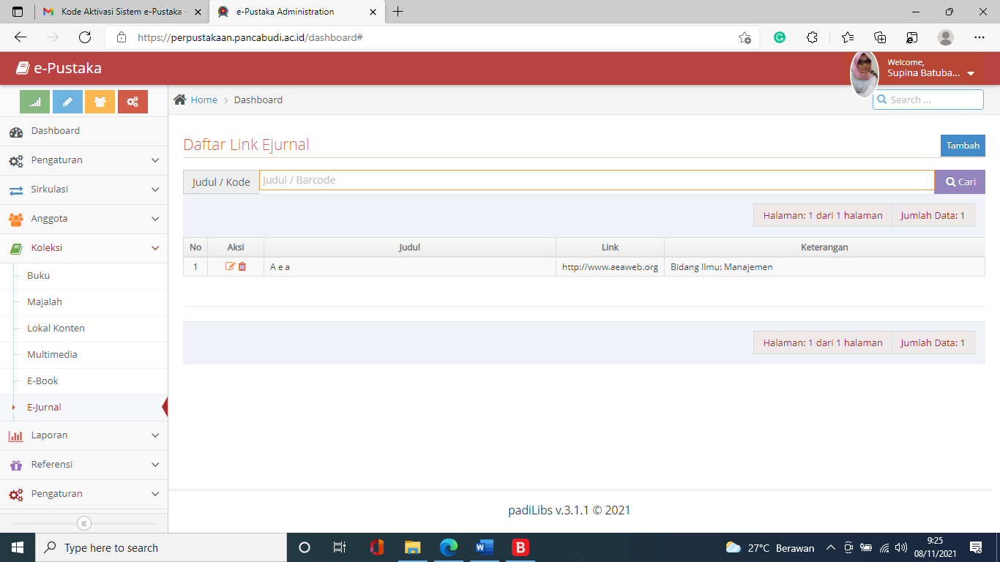 Kode Aktivasi Sistem e-Pustaka -
e-Pustaka Administration
https://perpustakaan.pancabudi.ac.id/dashboard#
e-Pustaka
Welcome,
Supina Batuba...
Home
Dashboard
Search ...
Dashboard
Pengaturan
Sirkulasi
Anggota
Koleksi
Buku
Majalah
Lokal Konten
Multimedia
E-Book
E-Jurnal
Laporan
Referensi
Pengaturan
Daftar Link Ejurnal
Tambah
Judul / Kode
Judul / Barcode
Cari
Halaman: 1 dari 1 halaman
Jumlah Data: 1
No Aksi Judul Link Keterangan
1 A e a http://www.aeaweb.org Bidang Ilmu: Manajemen
Halaman: 1 dari 1 halaman
Jumlah Data: 1
padiLibs v.3.1.1 © 2021
Type here to search
B
27°C Berawan
9:25
08/11/2021